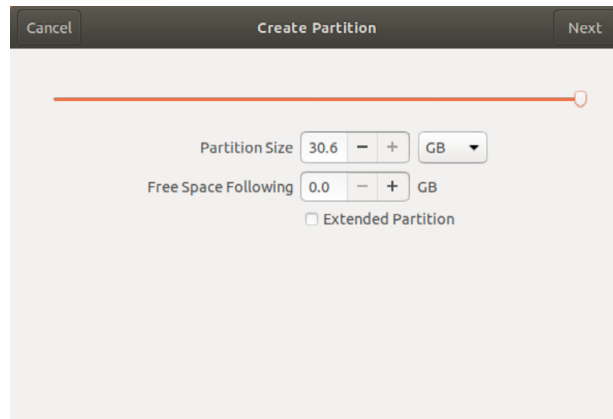 Cancel Create Partition Next
Partition Size 30.6 − + GB
Free Space Following 0.0 − + GB
Extended Partition